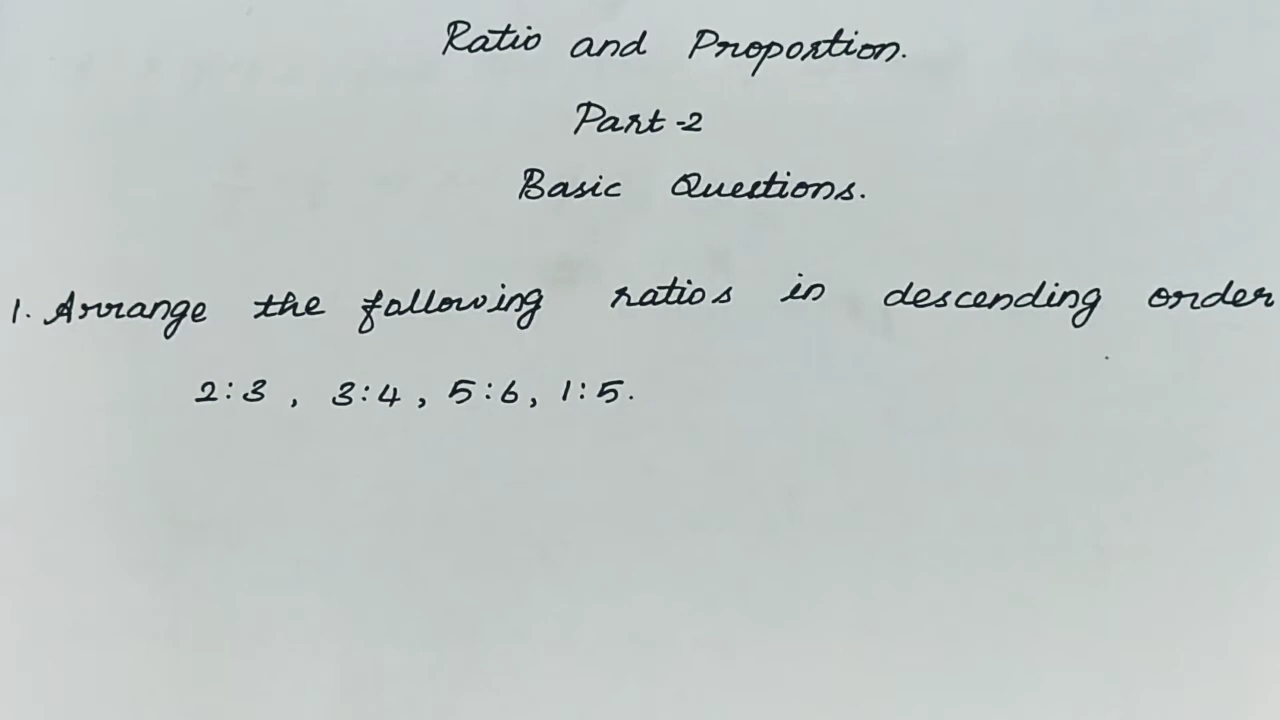 Ratio and Proportion.
Part-2
Basic Questions.
1. Arrange the following ratios in descending order
2:3, 3:4, 5:6, 1:5.